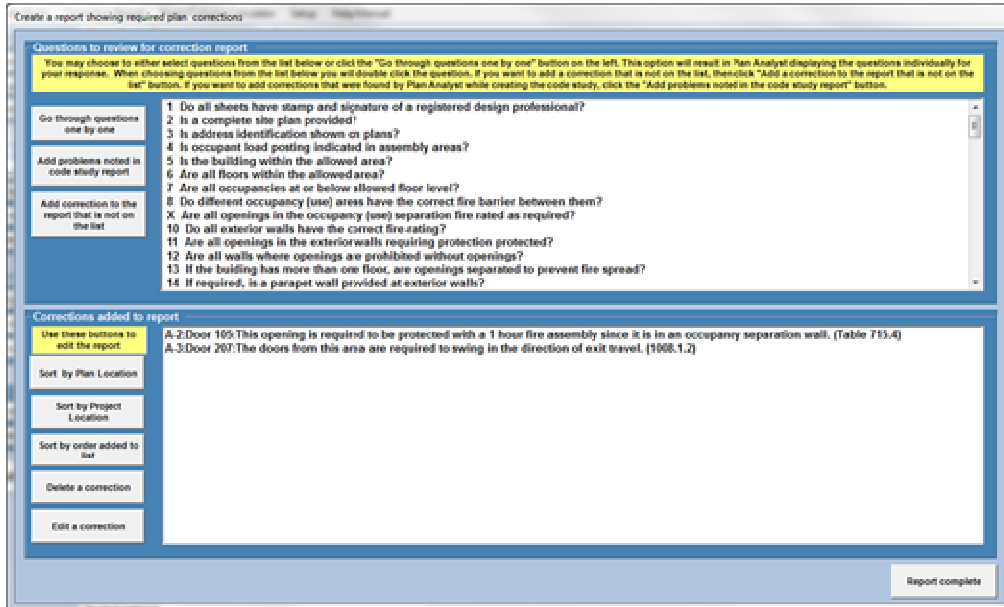 Create a report showing required plan corrections
Setup
Help/Manual
Questions to review for correction report
You may choose to either select questions from the list below or clicl the "Go through questions one by one" button on the left. This option will result in Plan Analyst displaying the questions individually for
your response. When choosing questions from the list below you will double click the question. If you want to add a correction that is not on the list, thenclick "Add a correction to the report that is not on the
list" button. If you want to add corrections that were found by Plan Analyst while creating the code study, click the "Add problems noted in the code study report" button.
Go through questions
one by one
Add problems noted in
code study report
Add correction to the
report that is not on
the list
1 Do all sheets have stamp and signature of a registered design professional?
2 Is a complete site plan provided?
3 Is address identification shown on plans?
4 Is occupant load posting indicated in assembly areas?
5 Is the building within the allowed area?
6 Are all floors within the allowed area?
7 Are all occupancies at or below allowed floor level?
8 Do different occupancy (use) areas have the correct fire barrier between them?
X Are all openings in the occupancy (use) separation fire rated as required?
10 Do all exterior walls have the correct fire-rating?
11 Are all openings in the exterior walls requiring protection protected?
12 Are all walls where openings are prohibited without openings?
13 If the buiding has more than one floor, are openings separated to prevent fire spread?
14 If required, is a parapet wall provided at exterior walls?
Corrections added to report
Use these buttons to
edit the report
Sort by Plan Location
Sort by Project
Location
Sort by order added to
list
Delete a correction
Edit a correction
A-2:Door 105:This opening is required to be protected with a 1 hour fire assembly since it is in an occupancy separation wall. (Table 715.4)
A-3:Door 207:The doors from this area are required to swing in the direction of exit travel. (1008.1.2)
Report complete